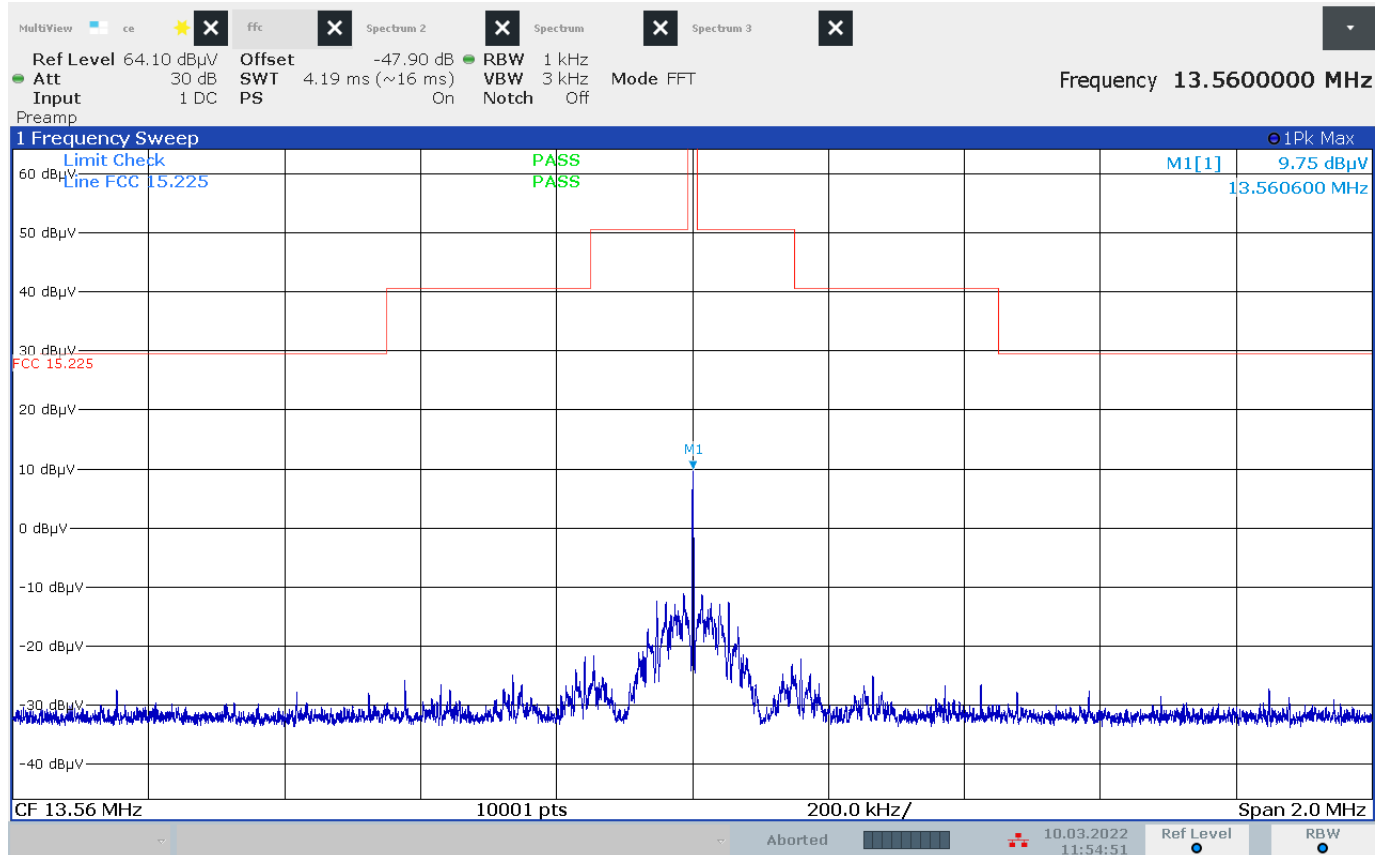 MultiView ce ffc Spectrum 2 Spectrum Spectrum 3
Ref Level 64.10 dBµV Offset -47.90 dB RBW 1 kHz
Att 30 dB SWT 4.19 ms (~16 ms) VBW 3 kHz Mode FFT
Frequency 13.5600000 MHz
Input 1 DC PS On Notch Off
Preamp
1 Frequency Sweep 1Pk Max
Limit Check PASS
M1[1] 9.75 dBµV
60 dBµV
Line FCC 15.225 PASS
13.560600 MHz
50 dBµV
40 dBµV
30 dBµV
FCC 15.225
20 dBµV
M1
10 dBµV
0 dBµV
-10 dBµV
-20 dBµV
-30 dBµV
-40 dBµV
CF 13.56 MHz 10001 pts 200.0 kHz/ Span 2.0 MHz
Aborted 10.03.2022 Ref Level RBW
11:54:51